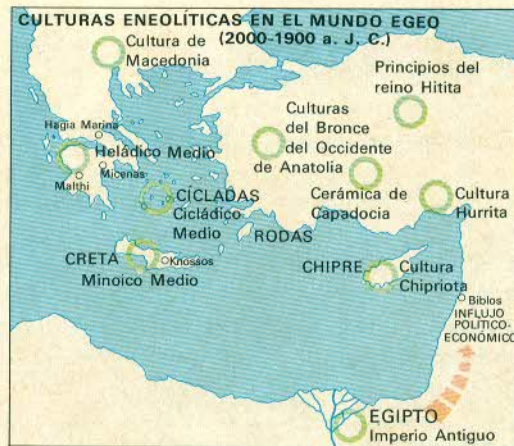 CULTURAS ENEOLÍTICAS EN EL MUNDO EGEO
(2000-1900 a. J. C.)
Cultura de
Macedonia
Principios del
reino Hitita
Culturas
del Bronce
del Occidente
de Anatolia
Hagia Marina
Heládico Medio
Micenas
Malthi
CÍCLADAS
Cicládico
Medio
Cerámica de
Capadocia
Cultura
Hurrita
RODAS
CRETA
Knossos
Minoico Medio
CHIPRE
Cultura
Chipriota
Biblos
INFLUJO
POLÍTICO-
ECONÓMICO
EGIPTO
Imperio Antiguo